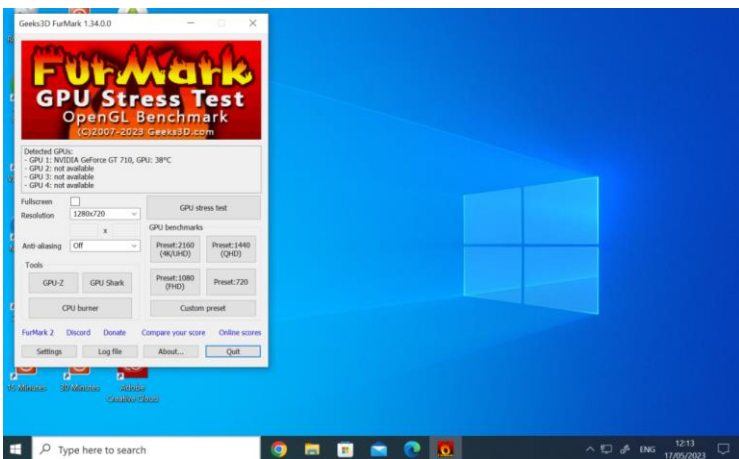 Geeks3D FurMark 1.34.0.0
FurMark
GPU Stress Test
OpenGL Benchmark
(C)2007-2023 Geeks3D.com
Detected GPUs:
- GPU 1: NVIDIA GeForce GT 710, GPU: 38°C
- GPU 2: not available
- GPU 3: not available
- GPU 4: not available
Fullscreen
Resolution 1280x720
x
Anti-aliasing Off
GPU stress test
GPU benchmarks
Preset:2160
(4K/UHD)
Preset:1440
(QHD)
Preset:1080
(FHD)
Preset:720
Custom preset
Tools
GPU-Z GPU Shark
CPU burner
FurMark 2 Discord Donate Compare your score Online scores
Settings Log file About... Quit
15 Minutes 30 Minutes Adobe
Creative Cloud
Type here to search
ENG
12:13
17/05/2023